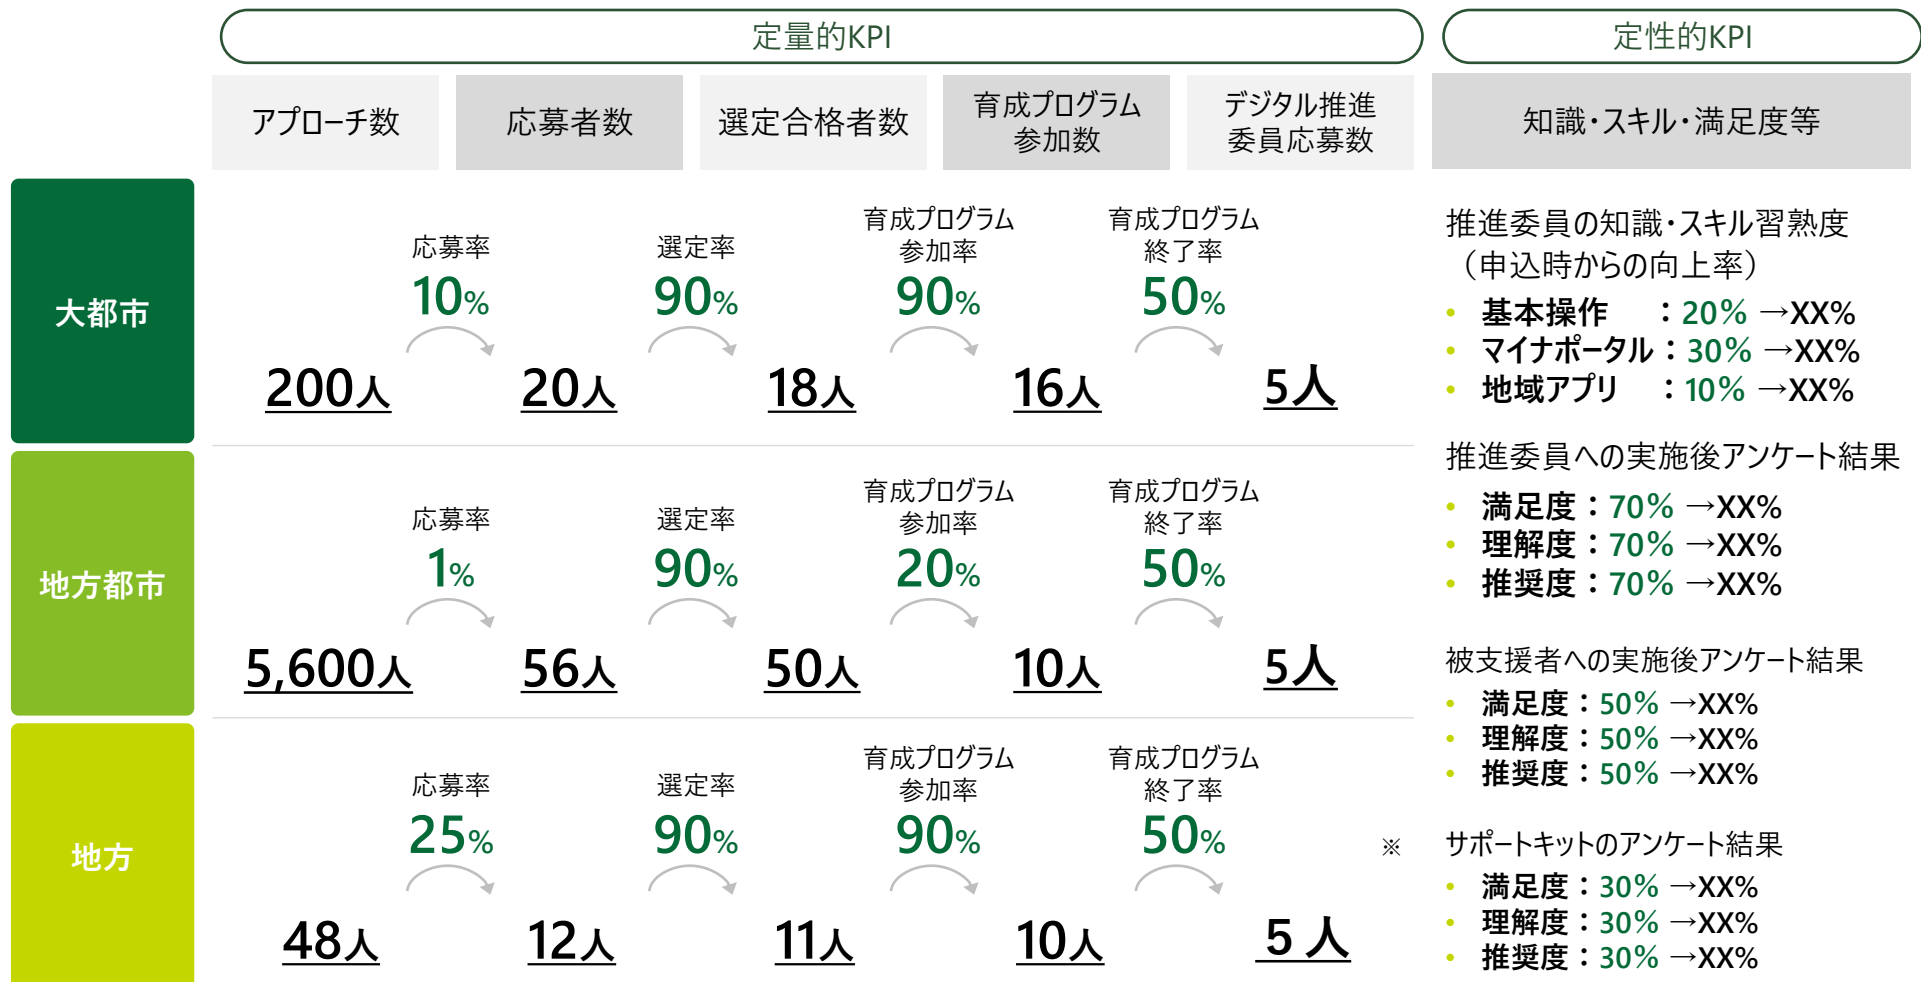 定量的KPI
定性的KPI
アプローチ数
応募者数
選定合格者数
育成プログラム
参加数
デジタル推進
委員応募数
知識・スキル・満足度等
大都市
応募率
10%
選定率
90%
育成プログラム
参加率
90%
育成プログラム
終了率
50%
200人
20人
18人
16人
5人
地方都市
応募率
1%
選定率
90%
育成プログラム
参加率
20%
育成プログラム
終了率
50%
5,600人
56人
50人
10人
5人
地方
応募率
25%
選定率
90%
育成プログラム
参加率
90%
育成プログラム
終了率
50%
※
48人
12人
11人
10人
5人
推進委員の知識・スキル習熟度
（申込時からの向上率）
• 基本操作 ：20% →XX%
• マイナポータル：30% →XX%
• 地域アプリ ：10% →XX%
推進委員への実施後アンケート結果
• 満足度：70% →XX%
• 理解度：70% →XX%
• 推奨度：70% →XX%
被支援者への実施後アンケート結果
• 満足度：50% →XX%
• 理解度：50% →XX%
• 推奨度：50% →XX%
サポートキットのアンケート結果
• 満足度：30% →XX%
• 理解度：30% →XX%
• 推奨度：30% →XX%